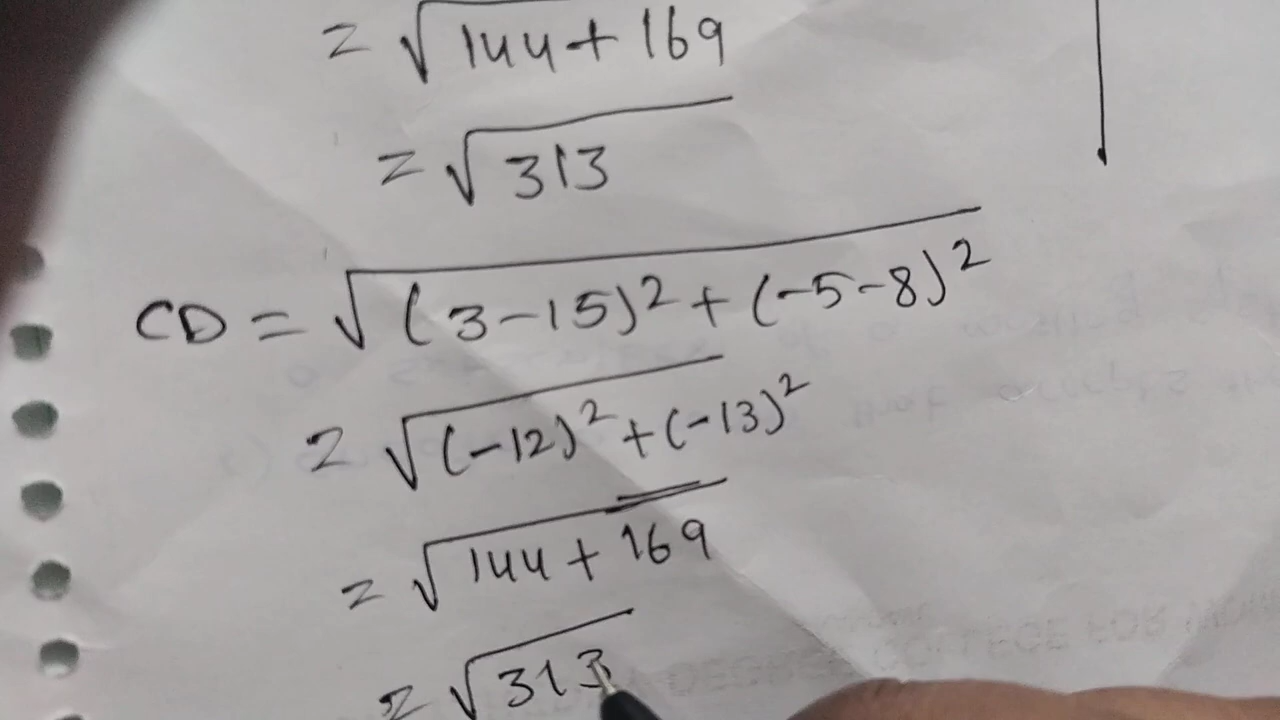 = √144 + 169
= √313
CD = √(3-15)² + (-5-8)²
= √(-12)² + (-13)²
= √144 + 169
= √313